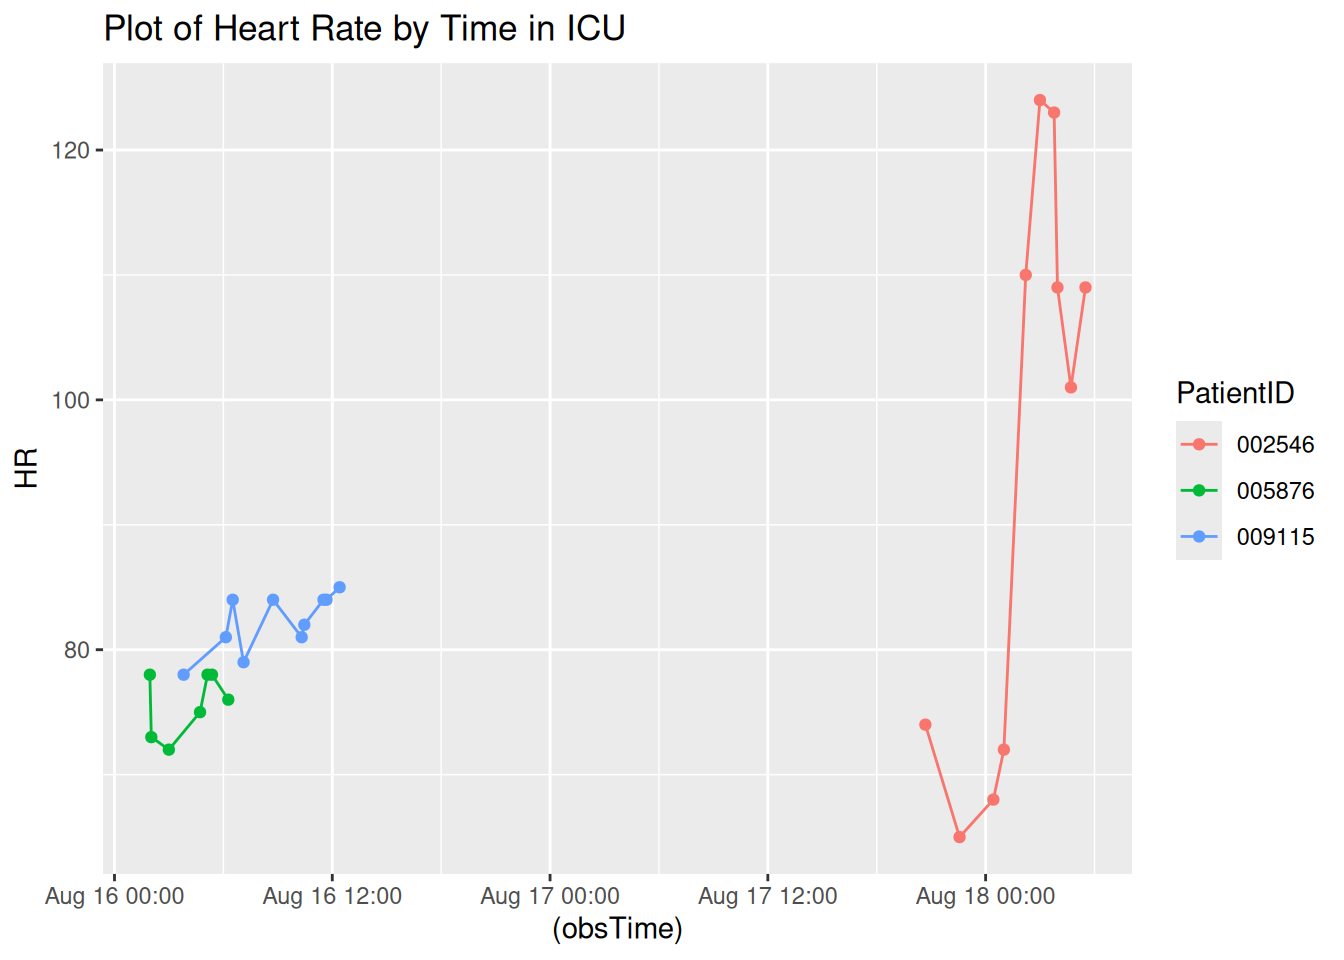 Plot of Heart Rate by Time in ICU
120
100
80
HR
Aug 16 00:00 Aug 16 12:00 Aug 17 00:00 Aug 17 12:00 Aug 18 00:00
(obsTime)
PatientID
002546
005876
009115